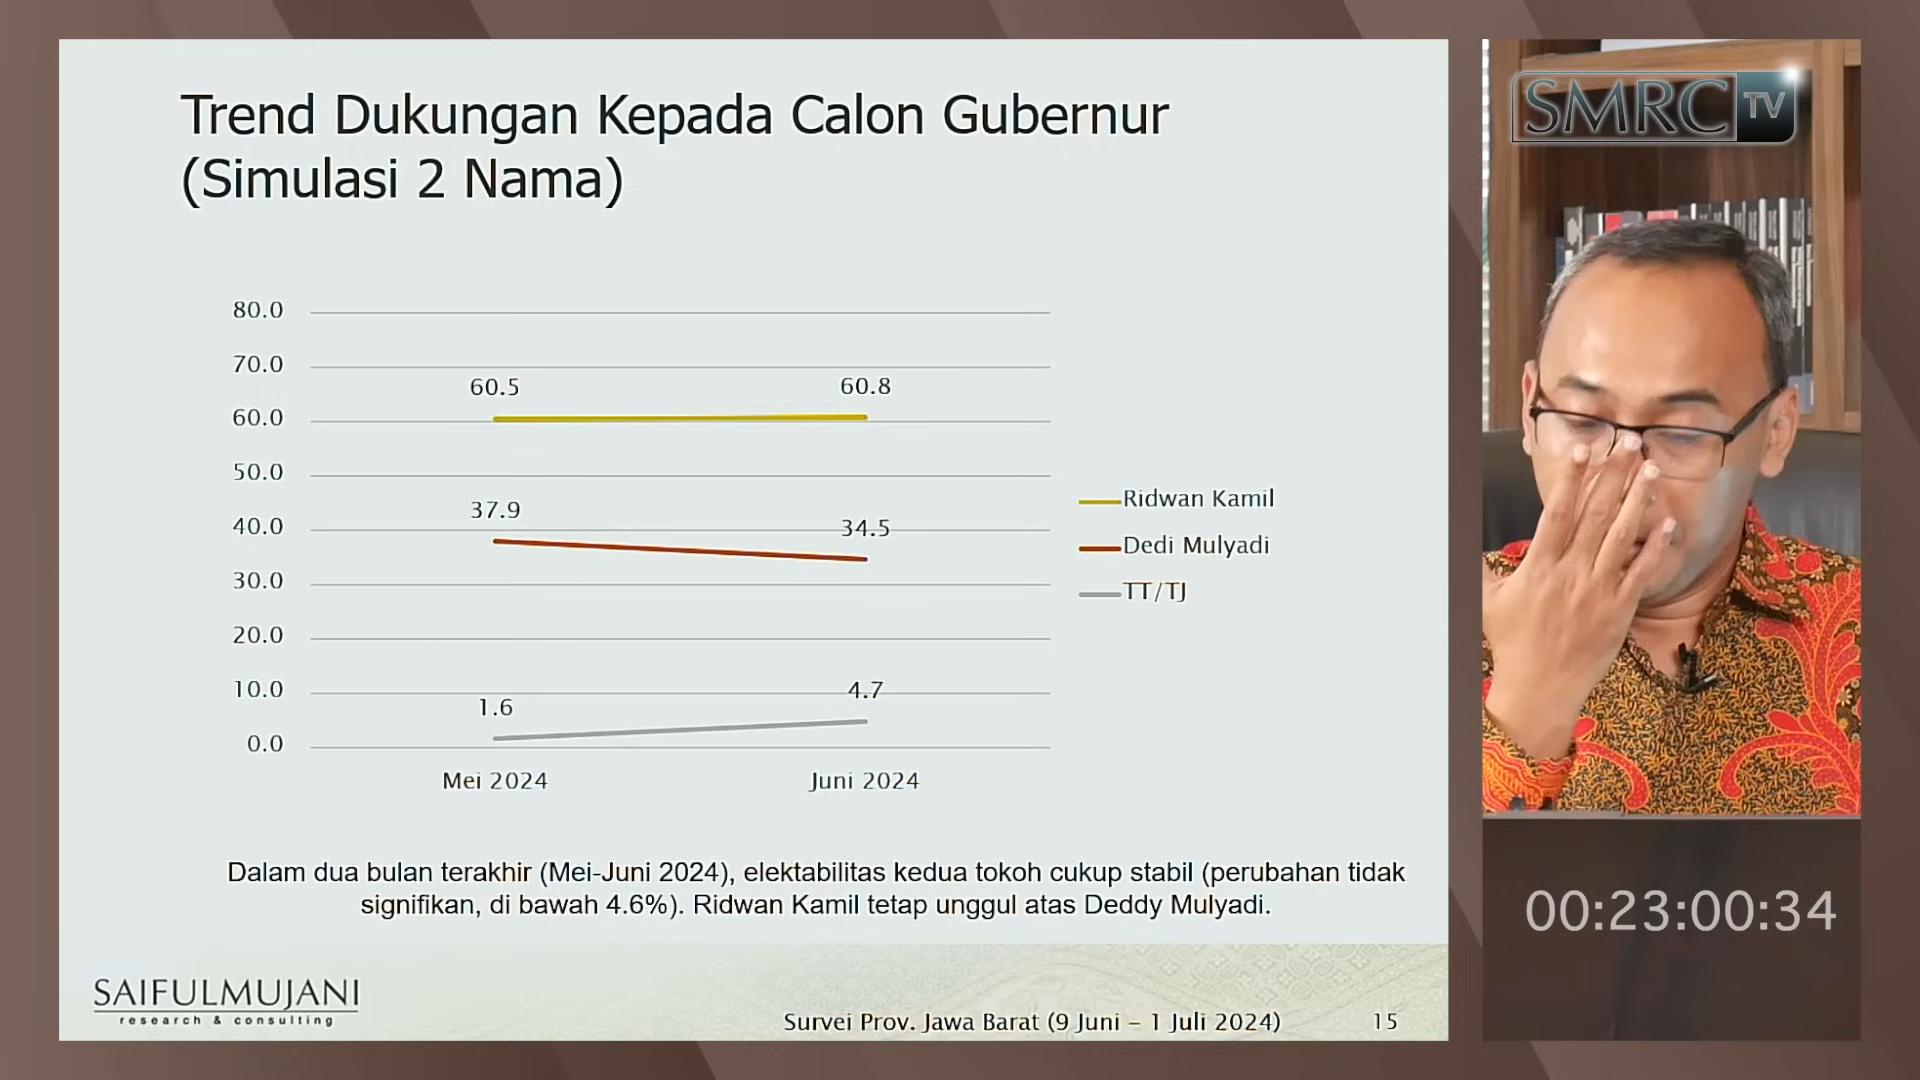 Trend Dukungan Kepada Calon Gubernur
(Simulasi 2 Nama)
80.0
70.0
60.0
50.0
40.0
30.0
20.0
10.0
0.0
60.5
60.8
37.9
34.5
1.6
4.7
Mei 2024
Juni 2024
Ridwan Kamil
Dedi Mulyadi
TT/TJ
Dalam dua bulan terakhir (Mei-Juni 2024), elektabilitas kedua tokoh cukup stabil (perubahan tidak
signifikan, di bawah 4.6%). Ridwan Kamil tetap unggul atas Deddy Mulyadi.
SAIFULMUJANI
research & consulting
Survei Prov. Jawa Barat (9 Juni – 1 Juli 2024)
15
SMRC TV
00:23:00:34